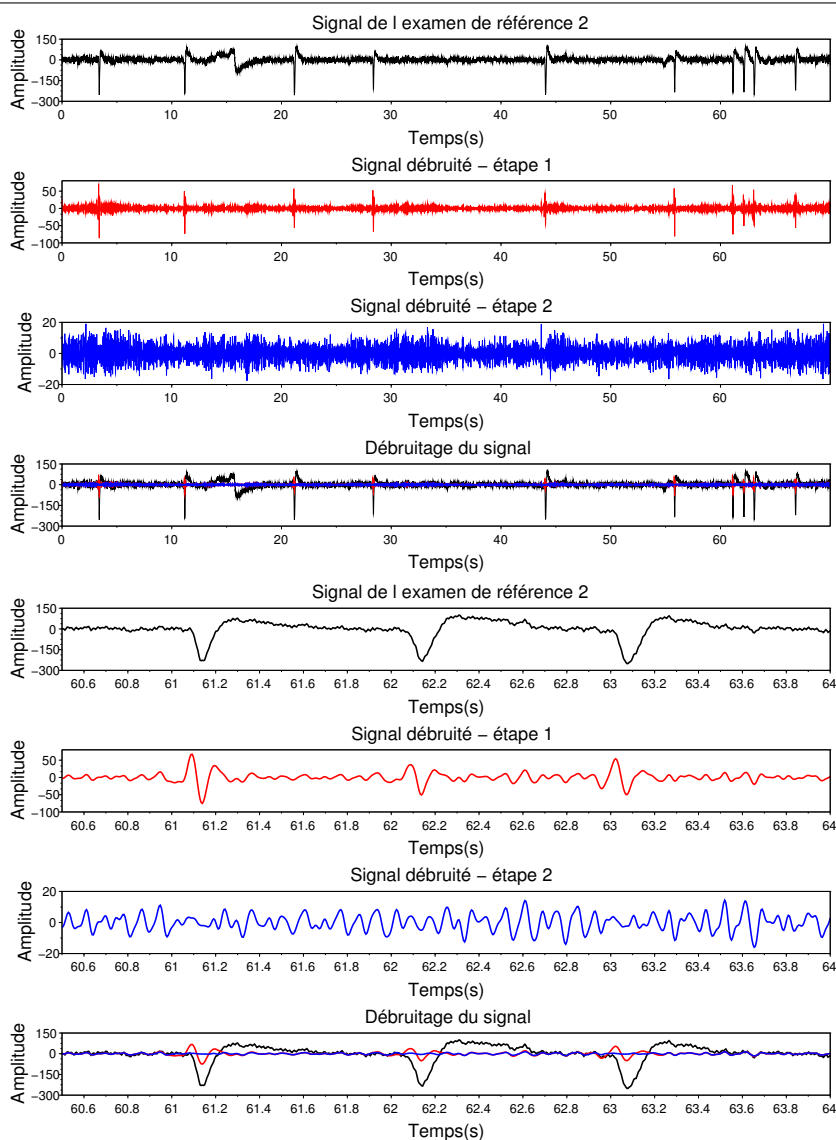 Signal de l examen de référence 2
Amplitude
150
0
−150
−300
0 10 20 30 40 50 60
Temps(s)
Signal débruité − étape 1
Amplitude
50
0
−50
−100
0 10 20 30 40 50 60
Temps(s)
Signal débruité − étape 2
Amplitude
20
0
−20
0 10 20 30 40 50 60
Temps(s)
Débruitage du signal
Amplitude
150
0
−150
−300
0 10 20 30 40 50 60
Temps(s)
Signal de l examen de référence 2
Amplitude
150
0
−150
−300
60.6 60.8 61 61.2 61.4 61.6 61.8 62 62.2 62.4 62.6 62.8 63 63.2 63.4 63.6 63.8 64
Temps(s)
Signal débruité − étape 1
Amplitude
50
0
−50
−100
60.6 60.8 61 61.2 61.4 61.6 61.8 62 62.2 62.4 62.6 62.8 63 63.2 63.4 63.6 63.8 64
Temps(s)
Signal débruité − étape 2
Amplitude
20
0
−20
60.6 60.8 61 61.2 61.4 61.6 61.8 62 62.2 62.4 62.6 62.8 63 63.2 63.4 63.6 63.8 64
Temps(s)
Débruitage du signal
Amplitude
150
0
−150
−300
60.6 60.8 61 61.2 61.4 61.6 61.8 62 62.2 62.4 62.6 62.8 63 63.2 63.4 63.6 63.8 64
Temps(s)